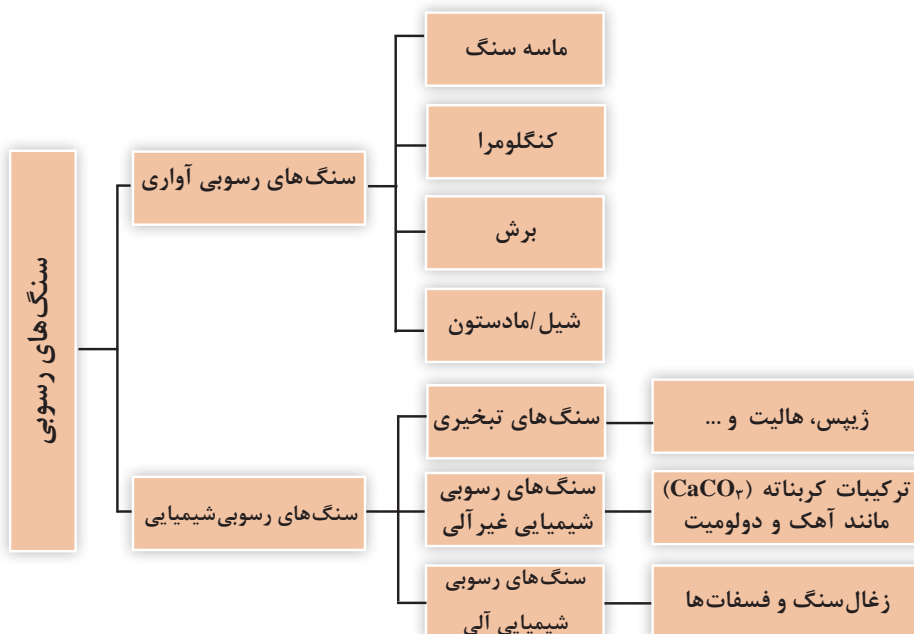 سنگ‌های رسوبی
سنگ‌های رسوبی آواری
ماسه سنگ
کنگلومرا
برش
شیل/مادستون
سنگ‌های رسوبی شیمیایی
سنگ‌های تبخیری
ژیپس، هالیت و ...
سنگ‌های رسوبی
شیمیایی غیرآلی
ترکیبات کربناته (CaCO۳)
مانند آهک و دولومیت
سنگ‌های رسوبی
شیمیایی آلی
زغال‌سنگ و فسفات‌ها